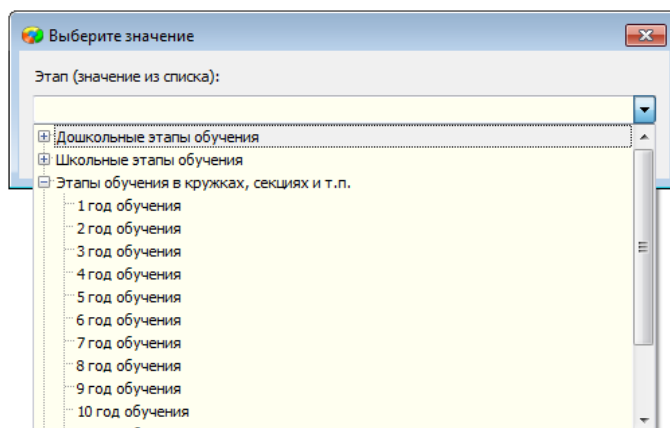 Выберите значение
Этап (значение из списка):
Дошкольные этапы обучения
Школьные этапы обучения
Этапы обучения в кружках, секциях и т.п.
1 год обучения
2 год обучения
3 год обучения
4 год обучения
5 год обучения
6 год обучения
7 год обучения
8 год обучения
9 год обучения
10 год обучения